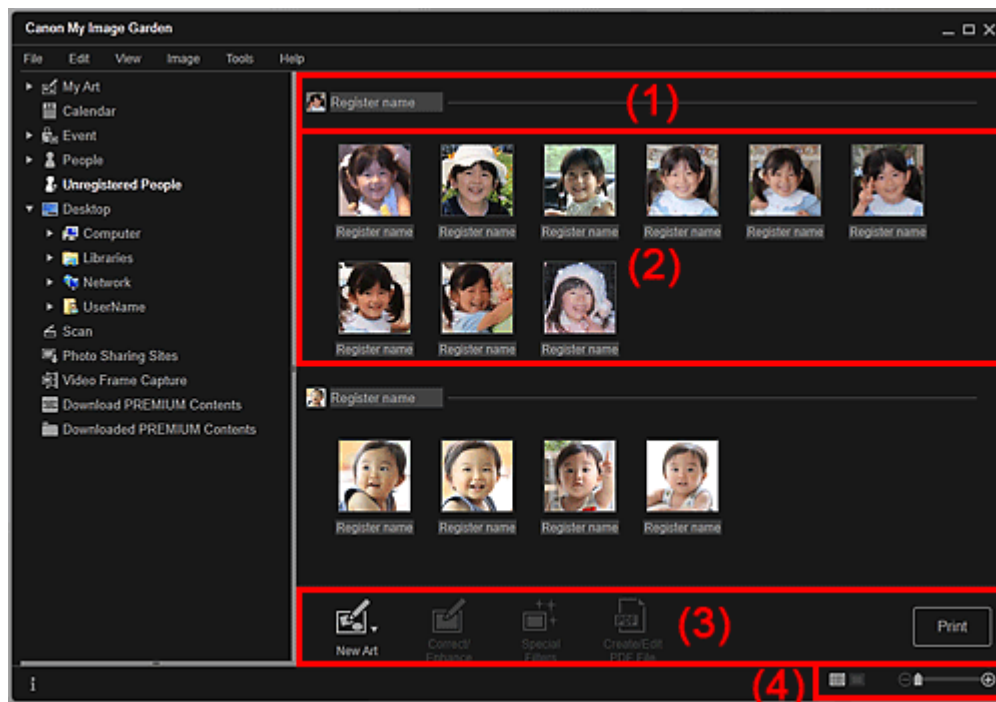 Canon My Image Garden
File Edit View Image Tools Help
My Art
Calendar
Event
People
Unregistered People
Desktop
Computer
Libraries
Network
UserName
Scan
Photo Sharing Sites
Video Frame Capture
Download PREMIUM Contents
Downloaded PREMIUM Contents
Register name (1)
Register name Register name Register name Register name Register name Register name
(2)
Register name Register name Register name
Register name
Register name Register name Register name Register name
(3)
New Art Correct/ Special Create/Edit Print
Enhance Filters PDF File
(4)